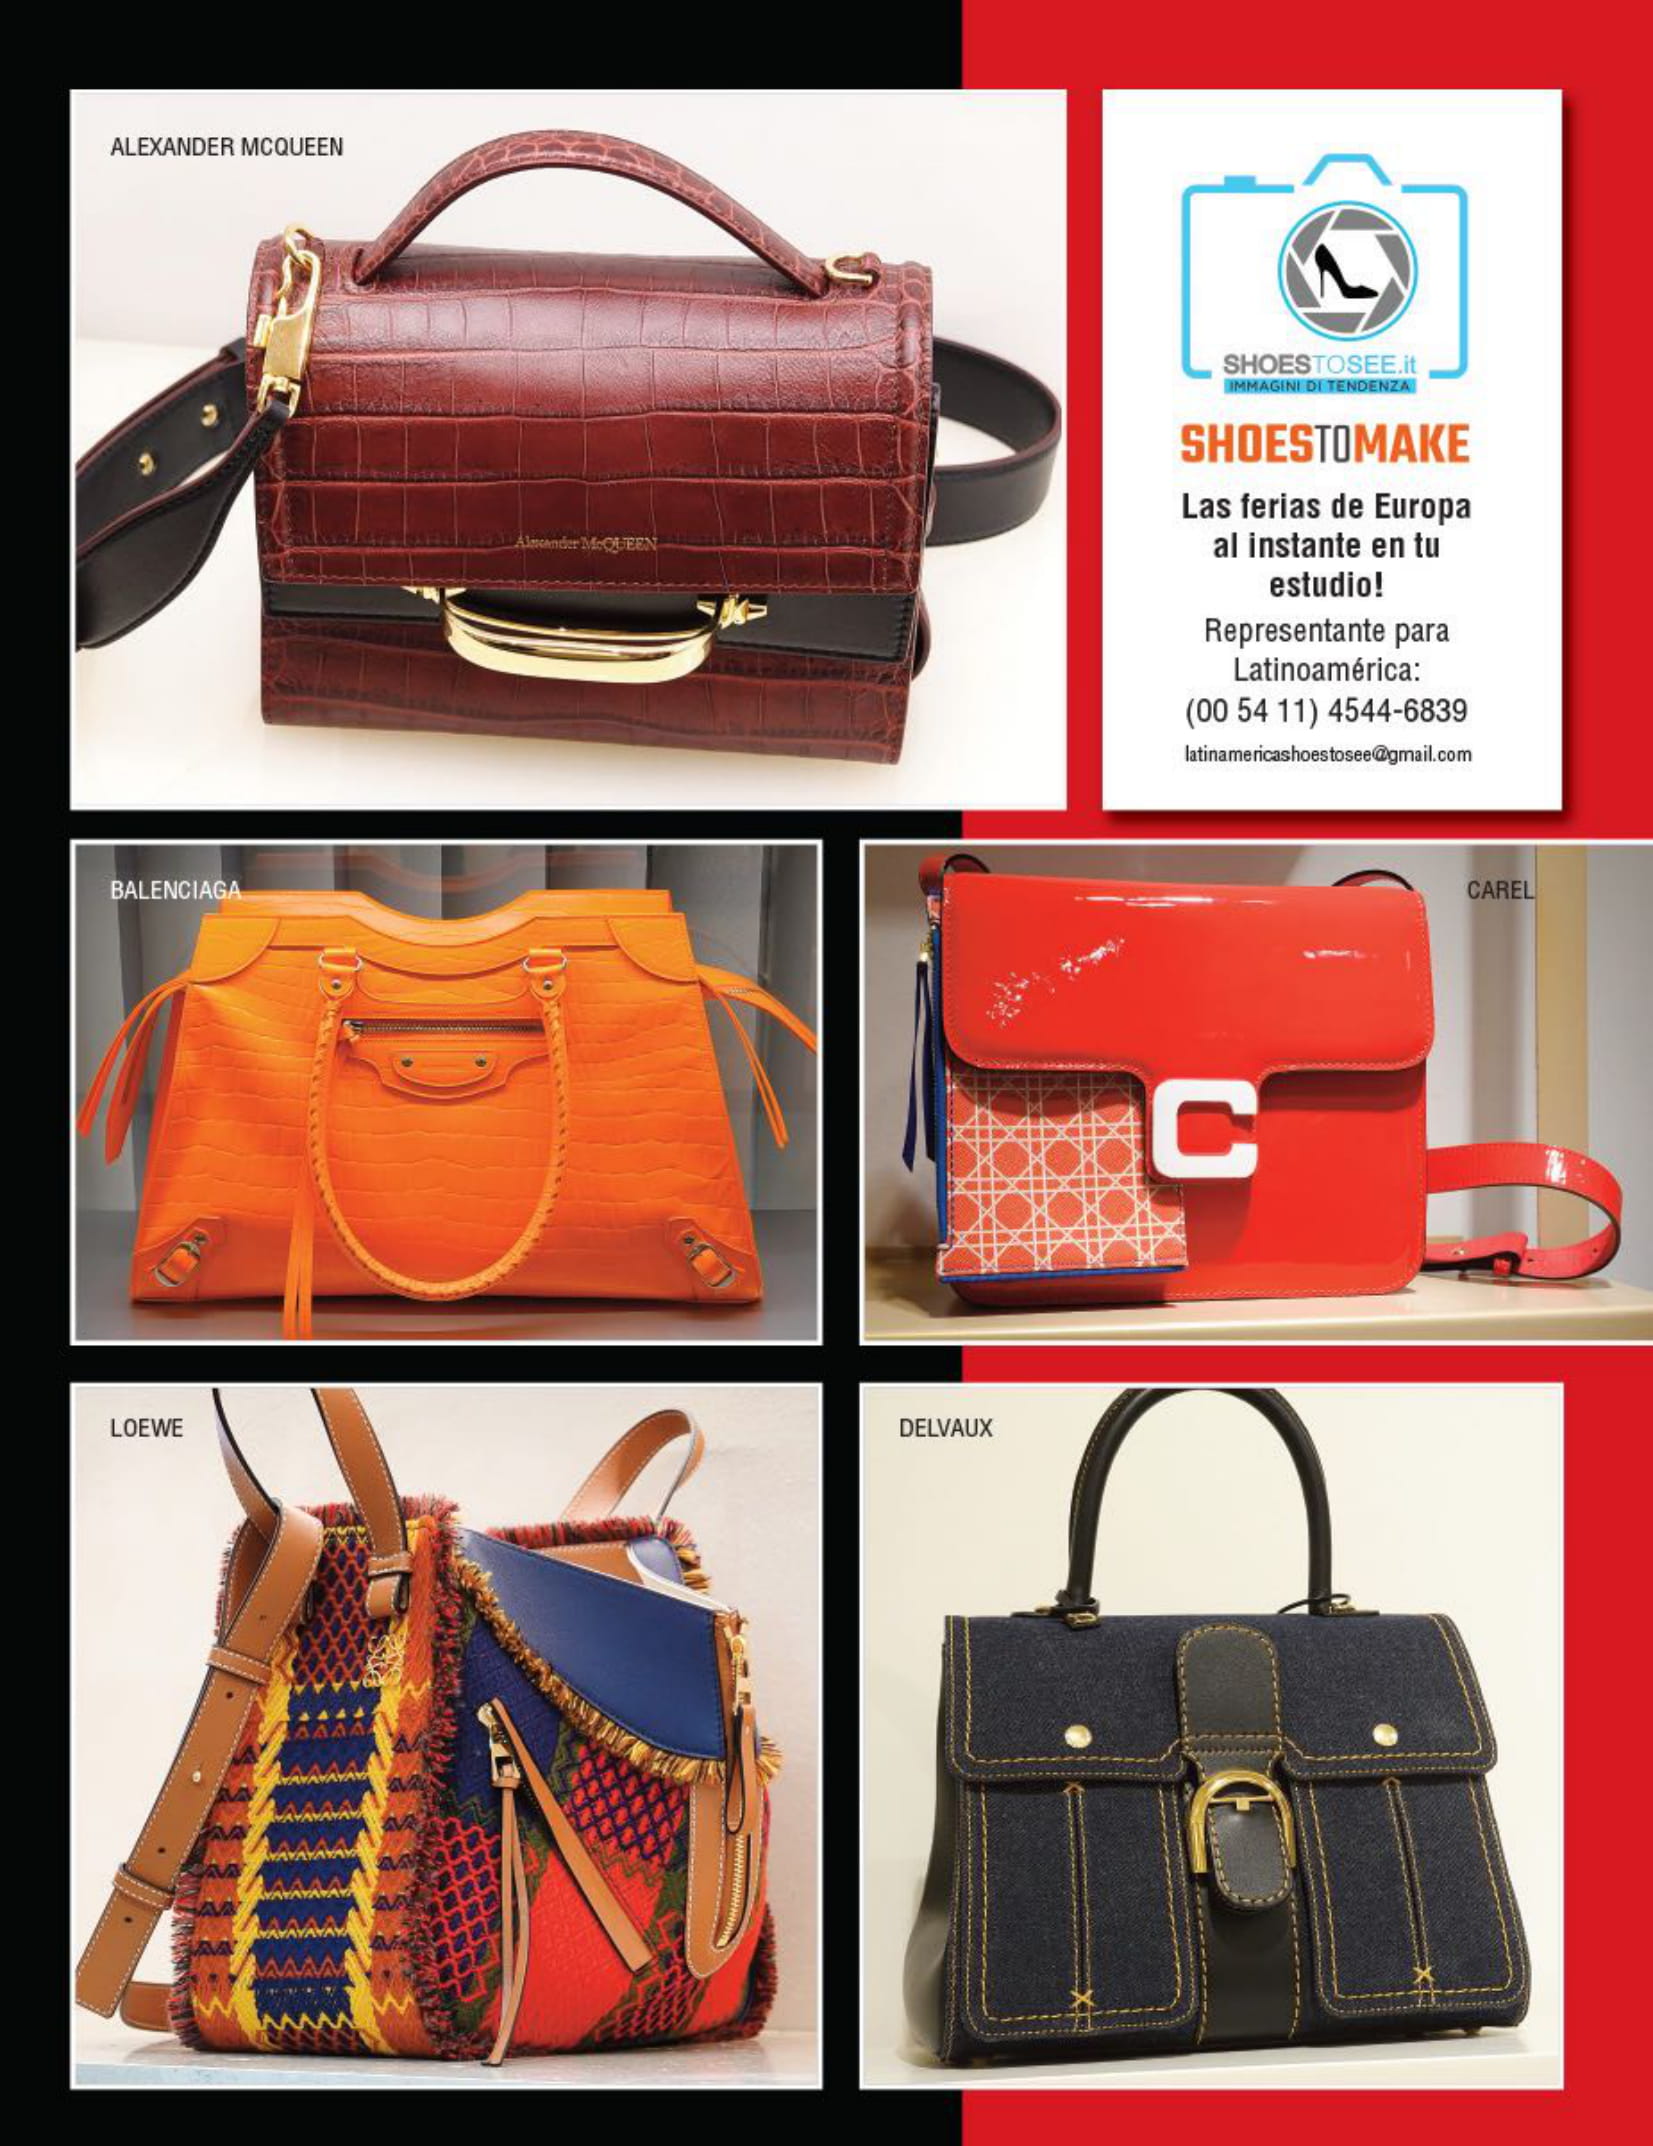 ALEXANDER MCQUEEN
Alexander McQUEEN
SHOESTOSEE.it
IMMAGINI DI TENDENZA
SHOESTOMAKE
Las ferias de Europa
al instante en tu
estudio!
Representante para
Latinoamérica:
(00 54 11) 4544-6839
latinamericashoestosee@gmail.com
BALENCIAGA
CAREL
C
LOEWE
DELVAUX